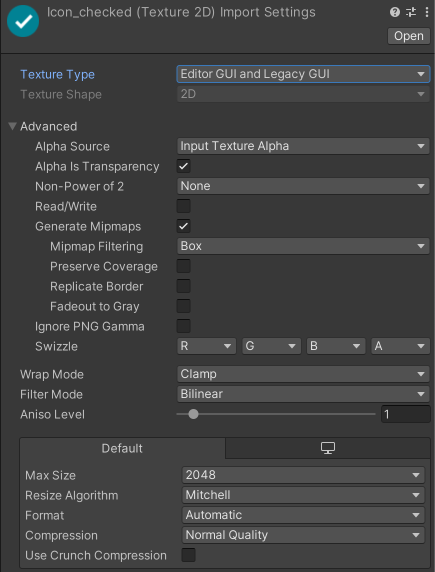 Icon_checked (Texture 2D) Import Settings
Open
Texture Type Editor GUI and Legacy GUI
Texture Shape 2D
Advanced
Alpha Source Input Texture Alpha
Alpha Is Transparency
Non-Power of 2 None
Read/Write
Generate Mipmaps
Mipmap Filtering Box
Preserve Coverage
Replicate Border
Fadeout to Gray
Ignore PNG Gamma
Swizzle R G B A
Wrap Mode Clamp
Filter Mode Bilinear
Aniso Level 1
Default
Max Size 2048
Resize Algorithm Mitchell
Format Automatic
Compression Normal Quality
Use Crunch Compression